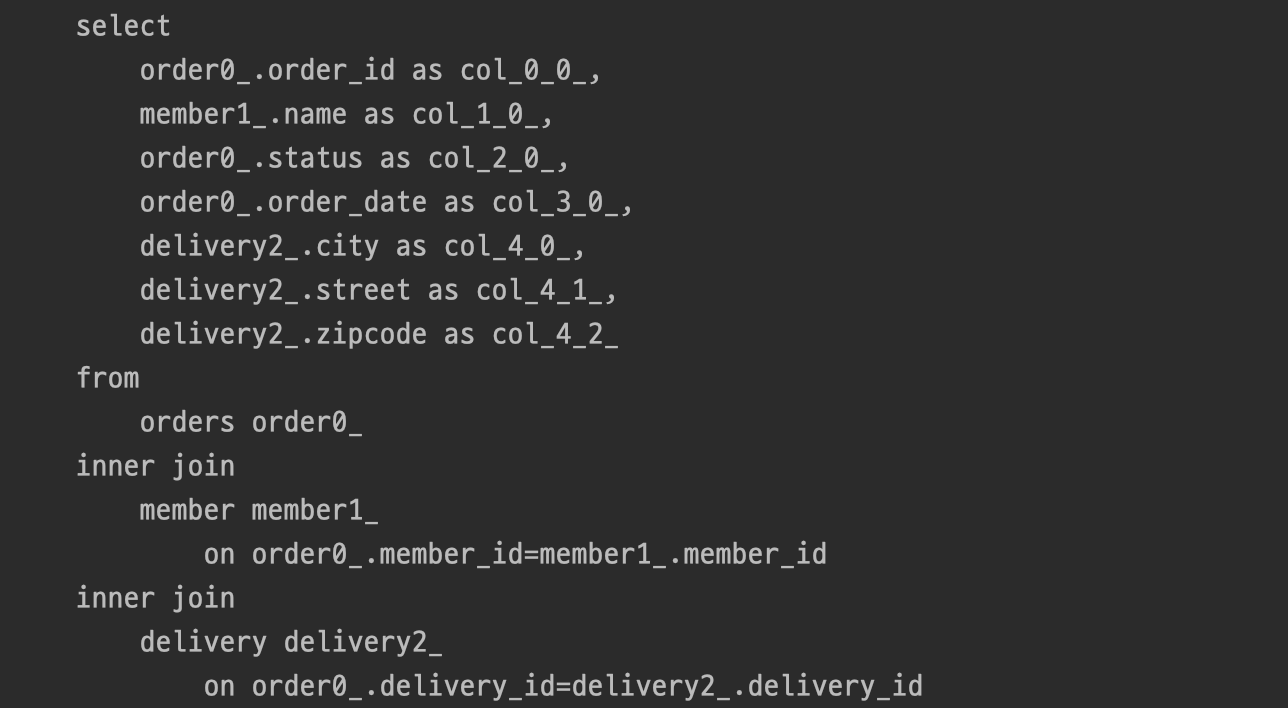 select
order0_.order_id as col_0_0_,
member1_.name as col_1_0_,
order0_.status as col_2_0_,
order0_.order_date as col_3_0_,
delivery2_.city as col_4_0_,
delivery2_.street as col_4_1_,
delivery2_.zipcode as col_4_2_
from
orders order0_
inner join
member member1_
on order0_.member_id=member1_.member_id
inner join
delivery delivery2_
on order0_.delivery_id=delivery2_.delivery_id